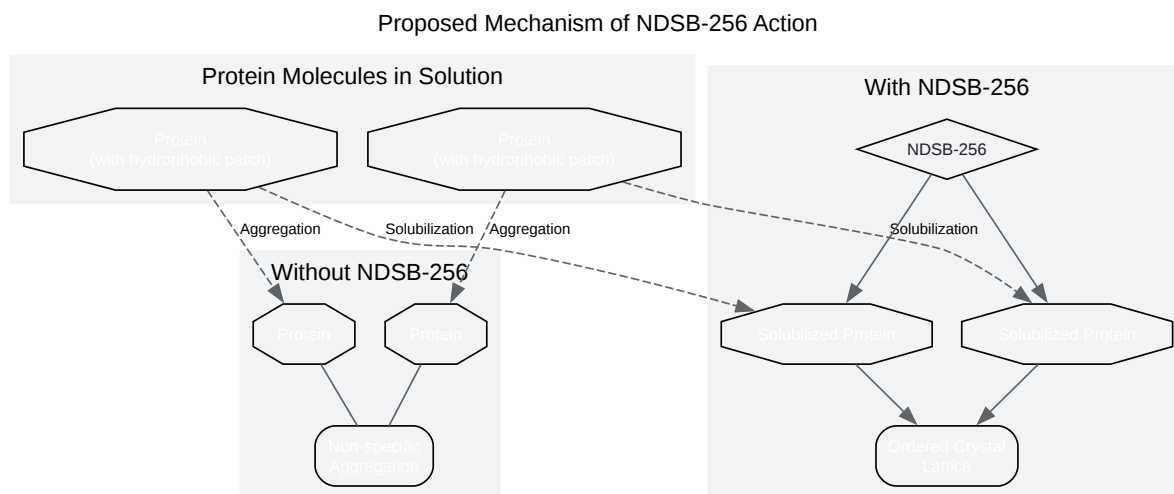 Proposed Mechanism of NDSB-256 Action
Protein Molecules in Solution
With NDSB-256
Protein
(with hydrophobic patch)
Protein
(with hydrophobic patch)
NDSB-256
Aggregation
Solubilization
Aggregation
Solubilization
Without NDSB-256
Protein
Protein
Solubilized Protein
Solubilized Protein
Non-specific
Aggregation
Ordered Crystal
Lattice